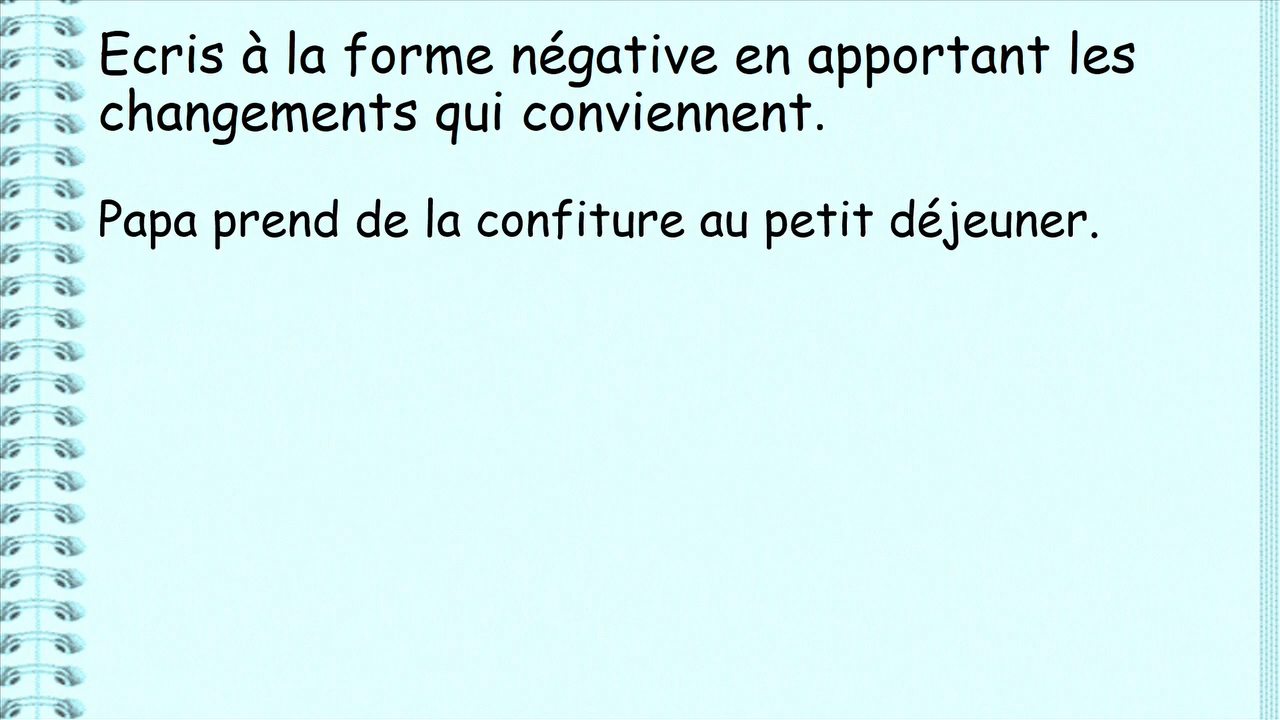 Ecris à la forme négative en apportant les
changements qui conviennent.
Papa prend de la confiture au petit déjeuner.